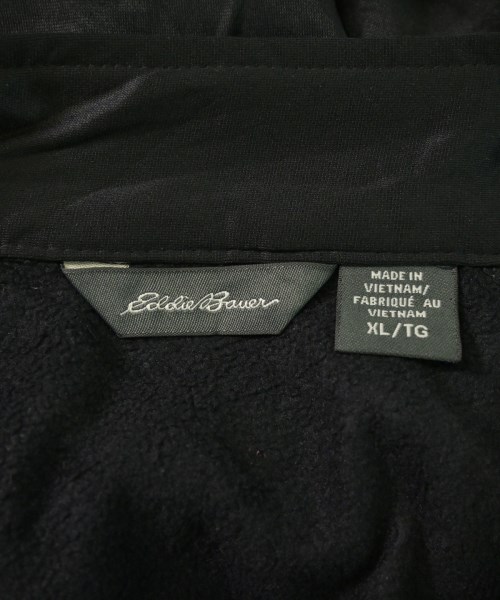 Eddie Bauer
MADE IN
VIETNAM/
FABRIQUÉ AU
VIETNAM
XL/TG